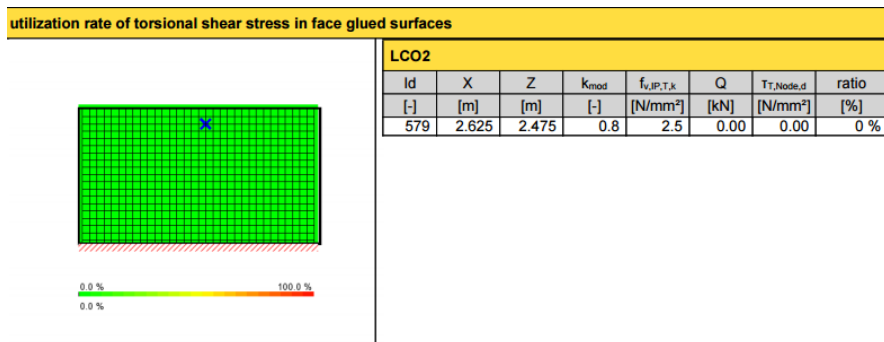 utilization rate of torsional shear stress in face glued surfaces
LCO2
Id X Z kmod fv,IP,T,k Q τT,Node,d ratio
[-] [m] [m] [-] [N/mm²] [kN] [N/mm²] [%]
579 2.625 2.475 0.8 2.5 0.00 0.00 0 %
0.0 % 100.0 %
0.0 %